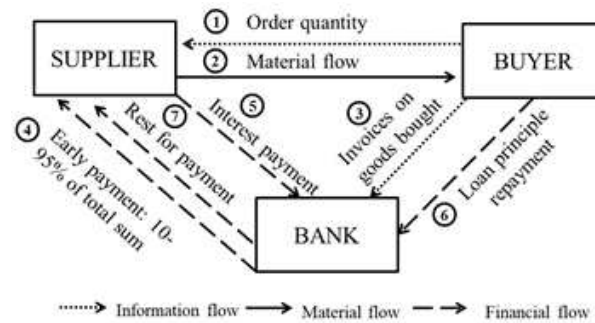 ① Order quantity
SUPPLIER
② Material flow
BUYER
③ Invoices on
goods bought
④ Early payment: 10-
95% of total sum
⑤ Interest payment
⑦ Rest for payment
⑥ Loan principle
repayment
BANK
Information flow
Material flow
Financial flow